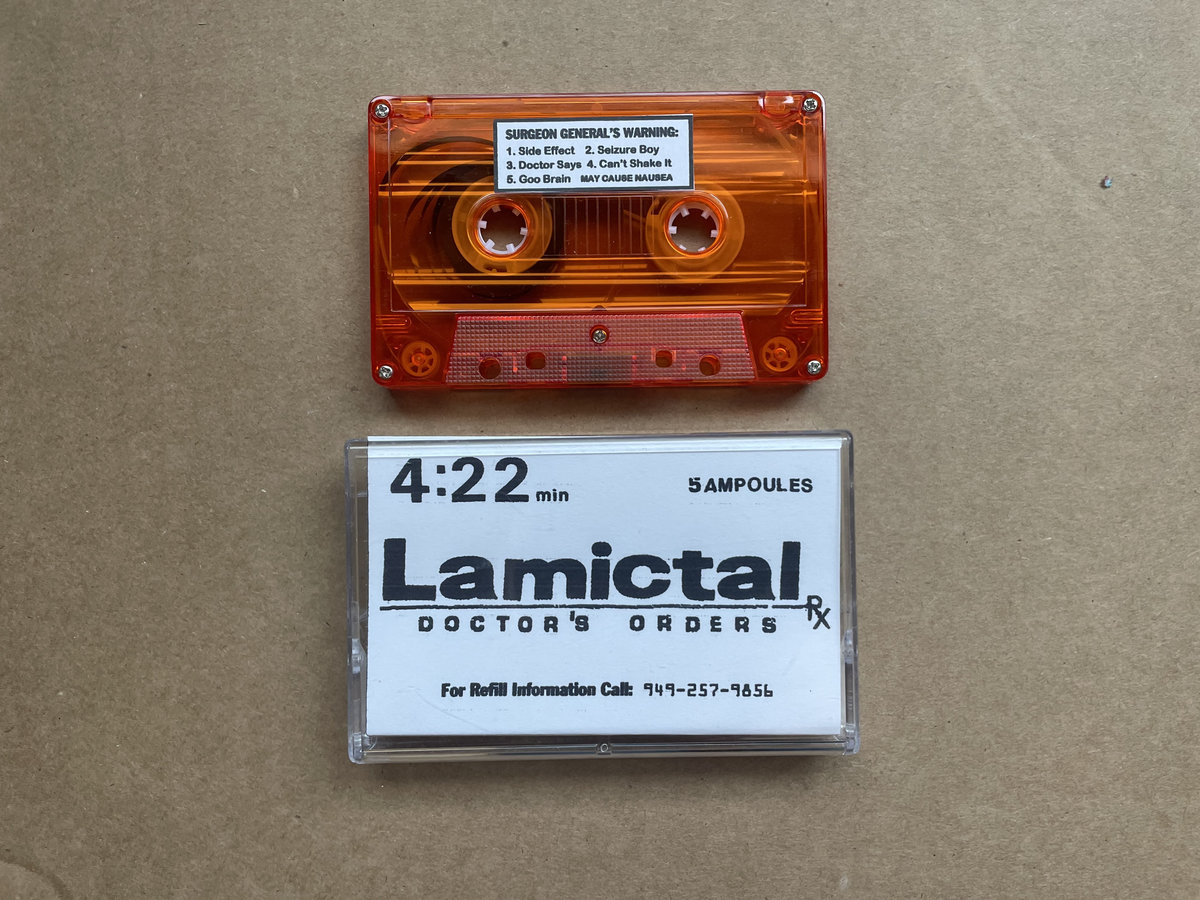 SURGEON GENERAL'S WARNING:
1. Side Effect 2. Seizure Boy
3. Doctor Says 4. Can't Shake It
5. Goo Brain MAY CAUSE NAUSEA
4:22 min
5 AMPOULES
Lamictal
Rx
DOCTOR'S ORDERS
For Refill Information Call: 949-257-9856